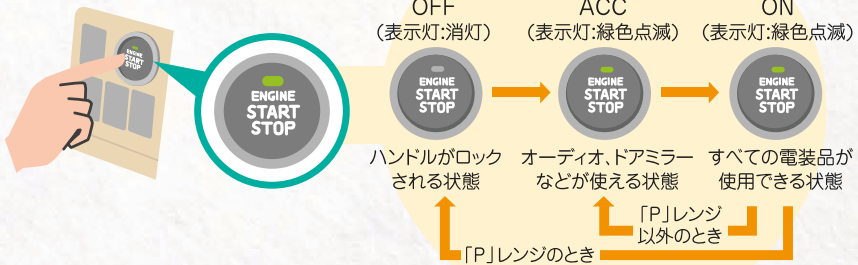 OFF
(表示灯:消灯)
ACC
(表示灯:緑色点滅)
ON
(表示灯:緑色点滅)
ENGINE
START
STOP
ENGINE
START
STOP
ENGINE
START
STOP
ENGINE
START
STOP
ENGINE
START
STOP
ハンドルがロック
される状態
オーディオ、ドアミラー
などが使える状態
すべての電装品が
使用できる状態
「P」レンジ
以外のとき
「P」レンジのとき